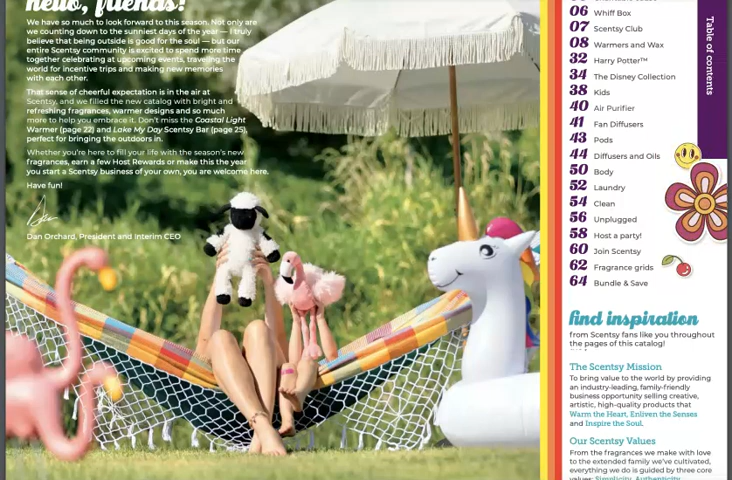 hello, friends!
We have so much to look forward to this season. Not only are
we counting down to the sunniest days of the year — I truly
believe that being outside is good for the soul — but our
entire Scentsy community is excited to spend more time
together celebrating at upcoming events, traveling the
world for incentive trips and making new memories
with each other.
That sense of cheerful expectation is in the air at
Scentsy, and we filled the new catalog with bright and
refreshing fragrances, warmer designs and so much
more to help you embrace it. Don't miss the Coastal Light
Warmer (page 22) and Lake My Day Scentsy Bar (page 25),
perfect for bringing the outdoors in.
Whether you're here to fill your life with the season's new
fragrances, earn a few Host Rewards or make this the year
you start a Scentsy business of your own, you are welcome here.
Have fun!
Dan Orchard, President and Interim CEO
Table of contents
06 Whiff Box
07 Scentsy Club
08 Warmers and Wax
32 Harry Potter™
34 The Disney Collection
38 Kids
40 Air Purifier
41 Fan Diffusers
43 Pods
44 Diffusers and Oils
50 Body
52 Laundry
54 Clean
56 Unplugged
58 Host a party!
60 Join Scentsy
62 Fragrance grids
64 Bundle & Save
find inspiration
from Scentsy fans like you throughout
the pages of this catalog!
The Scentsy Mission
To bring value to the world by providing
an industry-leading, family-friendly
business opportunity selling creative,
artistic, high-quality products that
Warm the Heart, Enliven the Senses
and Inspire the Soul.
Our Scentsy Values
From the fragrances we make with love
to the extended family we've cultivated,
everything we do is guided by three core
values: Simplicity, Authenticity